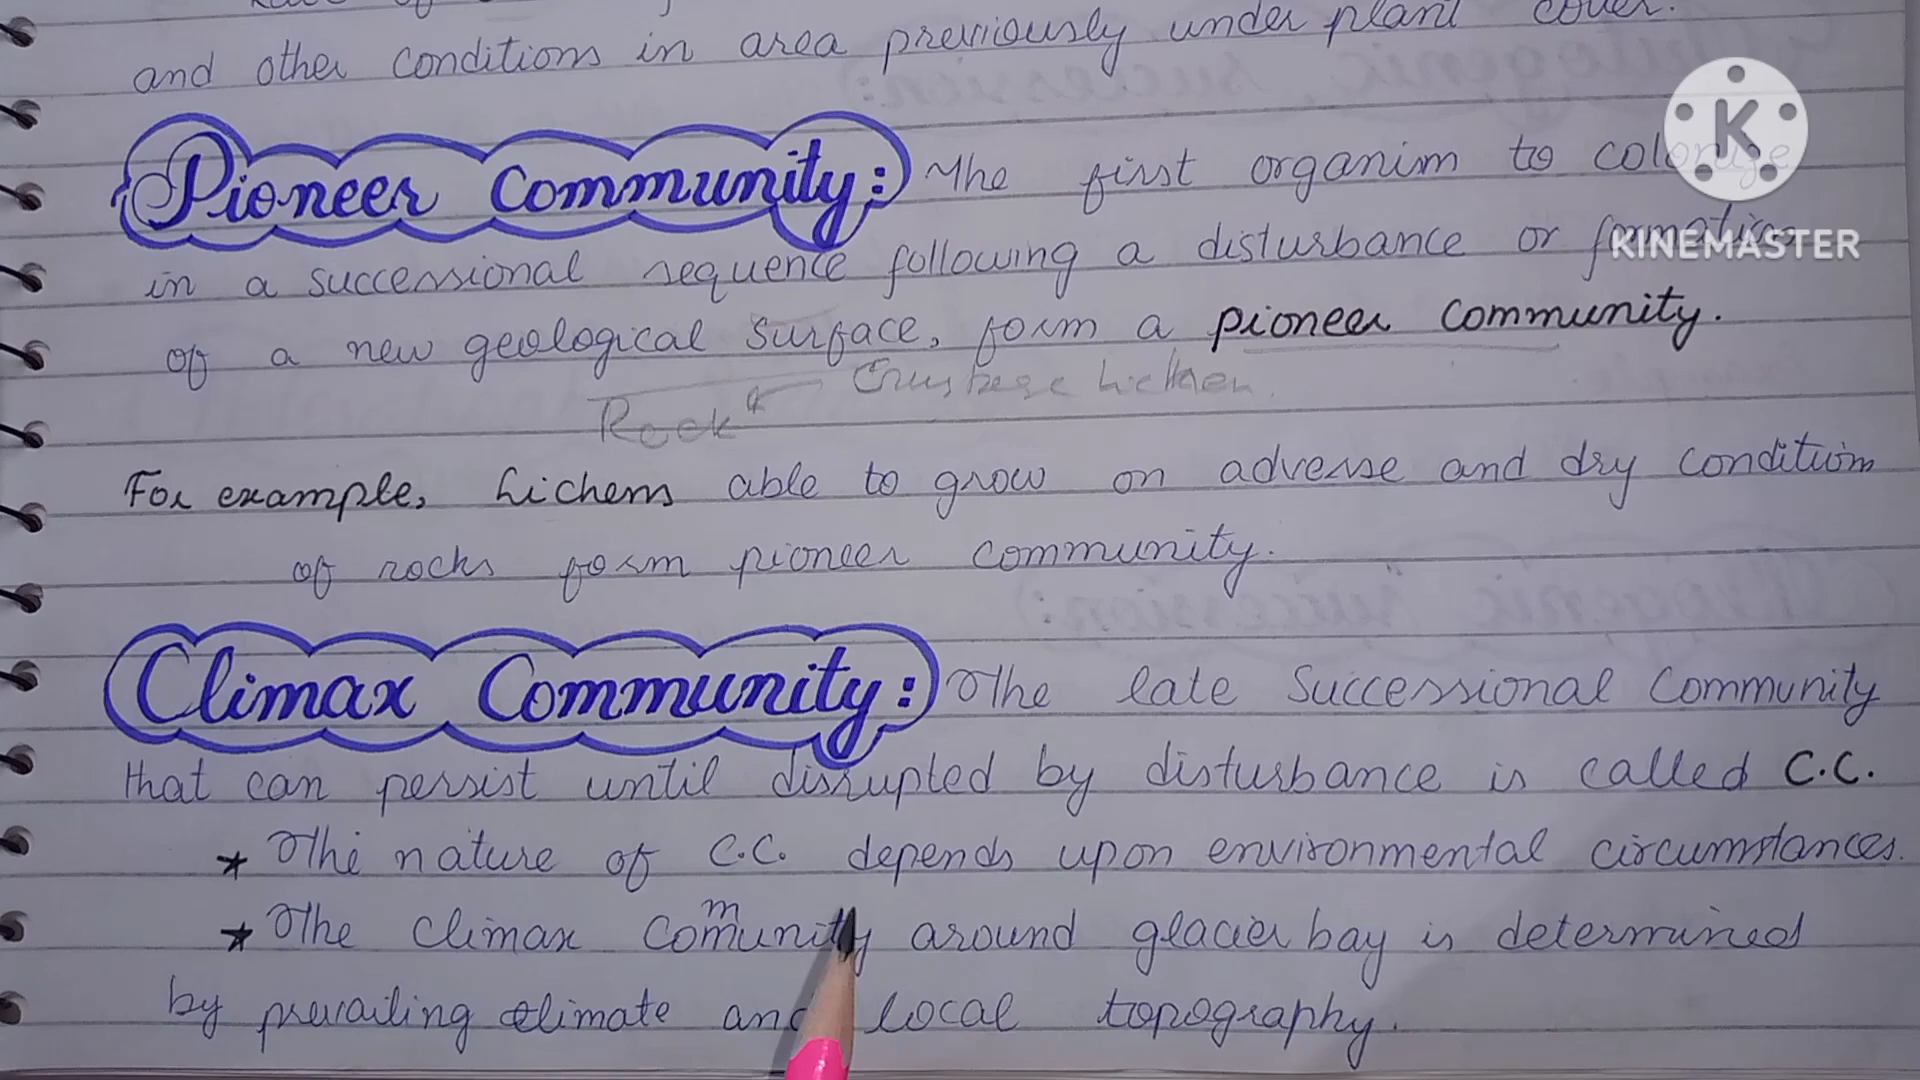 and other conditions in area previously under plant cover.
Pioneer Community: The first organim to colonize
in a successional sequence following a disturbance or formation
of a new geological surface, form a pioneer community.
Crustose Lichen.
Rock
For example, Lichens able to grow on adverse and dry condition
of rocks form pioneer community.
Climax Community: The late Successional Community
that can persist until disrupted by disturbance is called C.C.
* The nature of C.C. depends upon environmental circumstances.
* The climax community around glacier bay is determined
by prevailing climate and local topography.
K
KINEMASTER